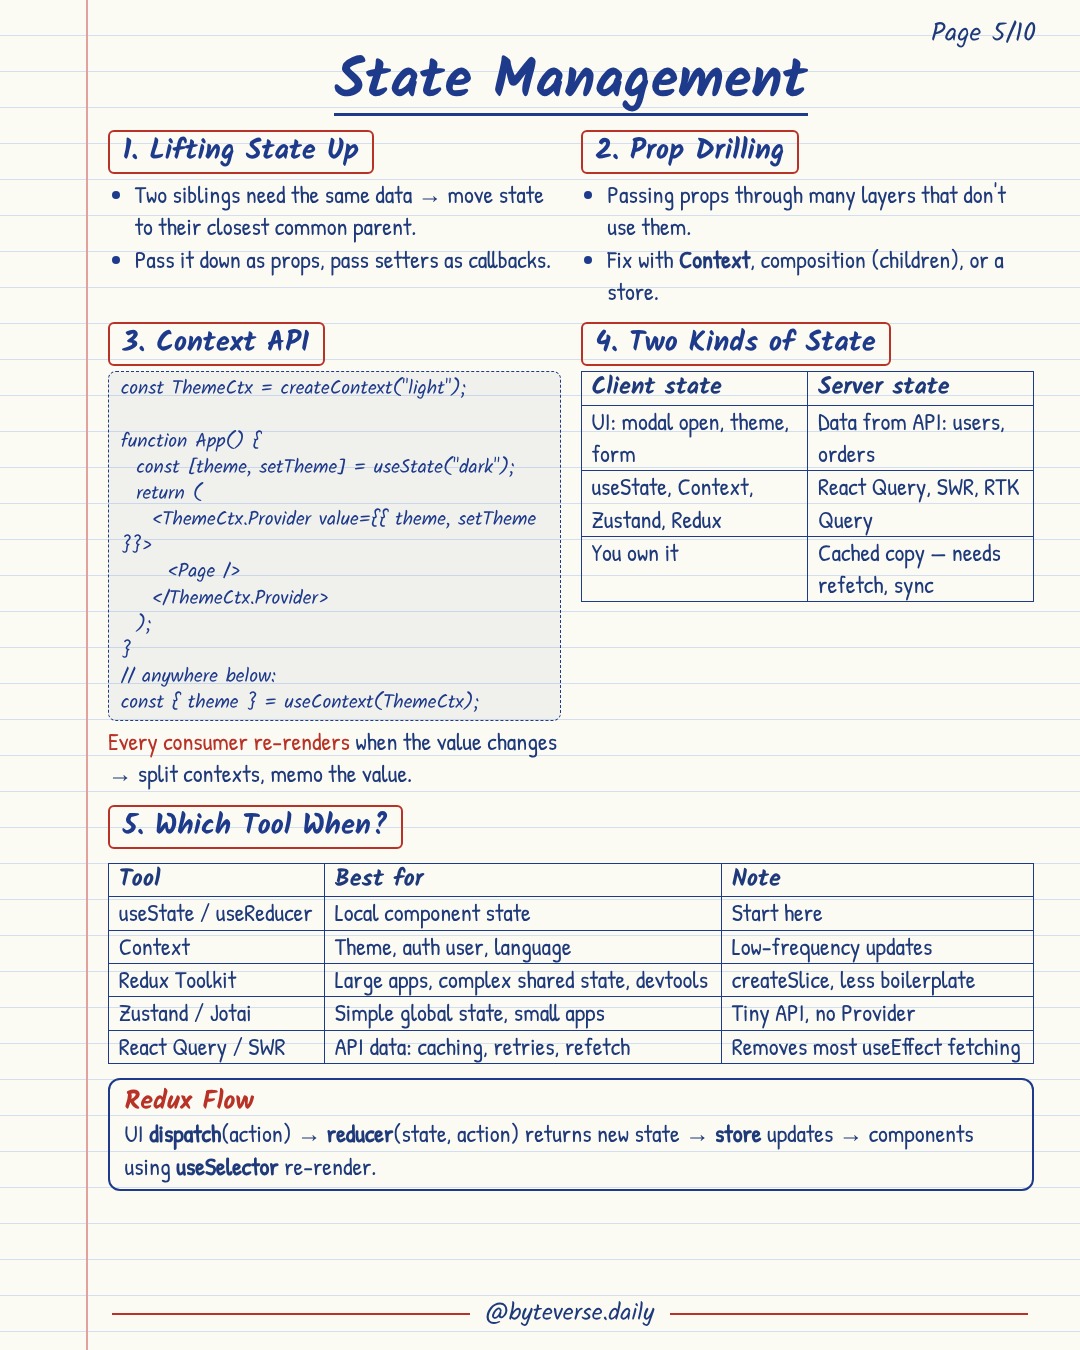 Page 5/10
State Management
1. Lifting State Up
• Two siblings need the same data → move state
to their closest common parent.
• Pass it down as props, pass setters as callbacks.
2. Prop Drilling
• Passing props through many layers that don't
use them.
• Fix with Context, composition (children), or a
store.
3. Context API
const ThemeCtx = createContext("light");

function App() {
  const [theme, setTheme] = useState("dark");
  return (
    <ThemeCtx.Provider value={{ theme, setTheme
}}>
      <Page />
    </ThemeCtx.Provider>
  );
}
// anywhere below:
const { theme } = useContext(ThemeCtx);
Every consumer re-renders when the value changes
→ split contexts, memo the value.
4. Two Kinds of State
Client state Server state
UI: modal open, theme, Data from API: users,
form orders
useState, Context, React Query, SWR, RTK
Zustand, Redux Query
You own it Cached copy — needs
refetch, sync
5. Which Tool When?
Tool Best for Note
useState / useReducer Local component state Start here
Context Theme, auth user, language Low-frequency updates
Redux Toolkit Large apps, complex shared state, devtools createSlice, less boilerplate
Zustand / Jotai Simple global state, small apps Tiny API, no Provider
React Query / SWR API data: caching, retries, refetch Removes most useEffect fetching
Redux Flow
UI dispatch(action) → reducer(state, action) returns new state → store updates → components
using useSelector re-render.
@byteverse.daily